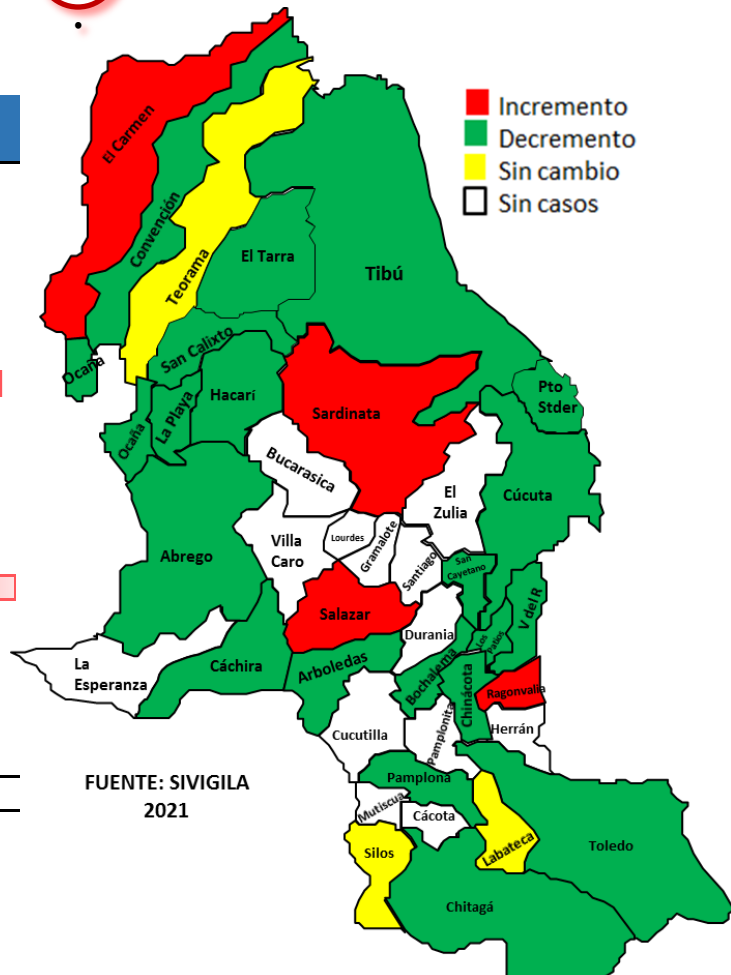 Incremento
Decremento
Sin cambio
Sin casos
El Carmen
Convención
Teorama
El Tarra
Tibú
San Calixto
Ocaña
Hacarí
La Playa
Ocaña
Sardinata
Pto
Stder
Bucarasica
El
Zulia
Cúcuta
Villa
Caro
Lourdes
Gramalote
Santiago
San
Cayetano
Abrego
Salazar
Durania
Los
Patios
V del R
La
Esperanza
Cáchira
Arboledas
Bochalema
Chinácota
Ragonvalia
Cucutilla
Pamplonita
Herrán
Pamplona
Mutiscua
Cácota
Silos
Labateca
Toledo
Chitagá
FUENTE: SIVIGILA
2021